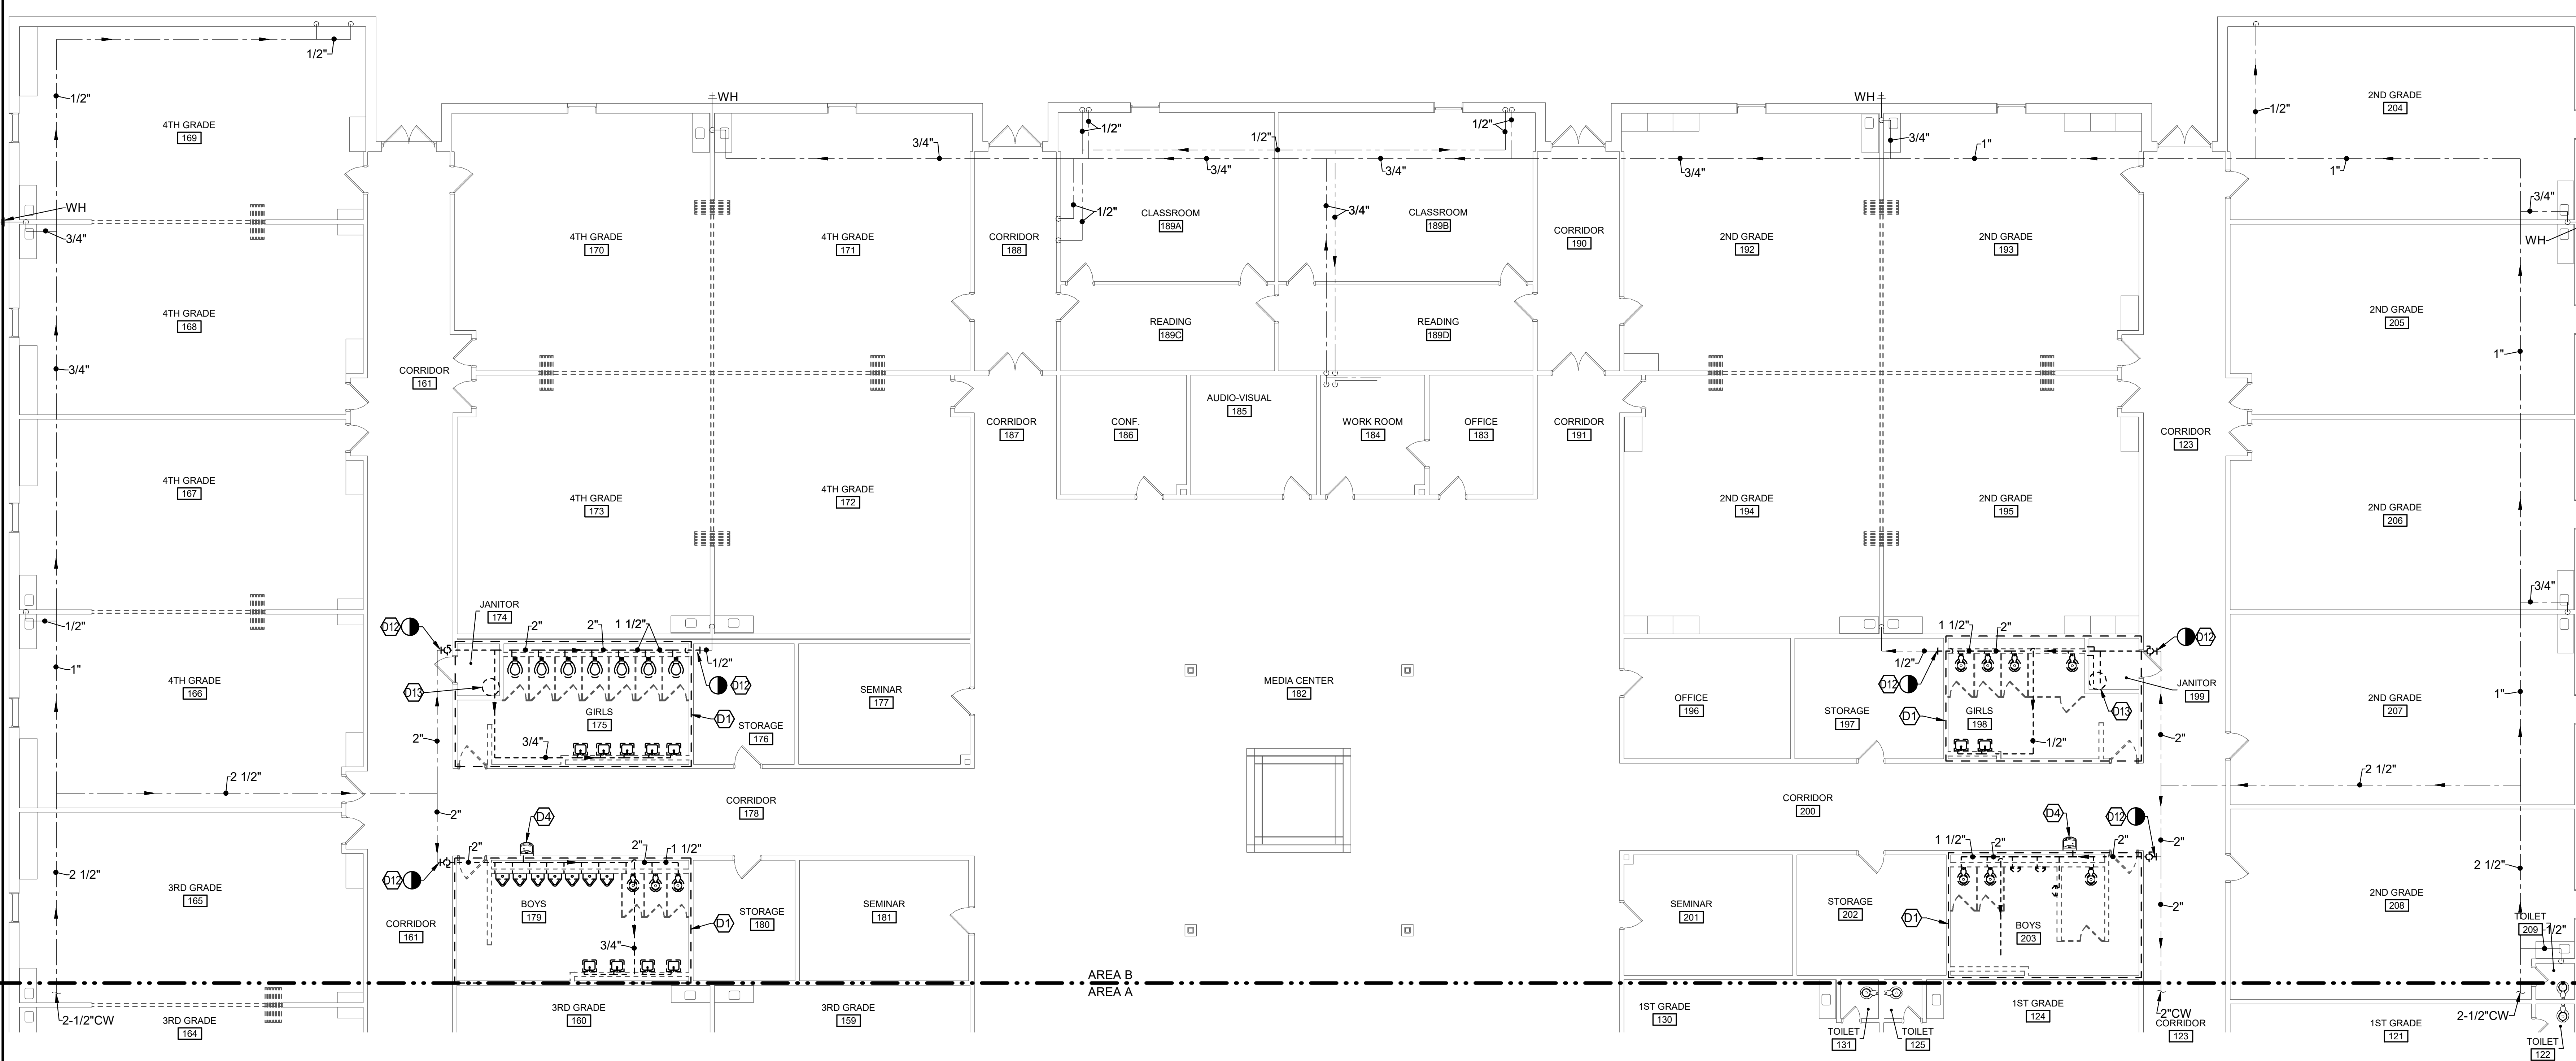 1/2"
1/2"
4TH GRADE
169
WH
3/4"
4TH GRADE
168
3/4"
4TH GRADE
167
1/2"
1"
4TH GRADE
166
2 1/2"
2 1/2"
3RD GRADE
165
2-1/2"CW
3RD GRADE
164
CORRIDOR
161
CORRIDOR
161
WH
4TH GRADE
170
4TH GRADE
171
4TH GRADE
173
4TH GRADE
172
3/4"
CORRIDOR
188
CORRIDOR
187
JANITOR
174
D12
2"
2"
1 1/2"
1/2"
D12
D13
GIRLS
175
D1
STORAGE
176
SEMINAR
177
3/4"
2"
2"
CORRIDOR
178
D4
2"
2"
1 1/2"
D12
BOYS
179
D1
STORAGE
180
SEMINAR
181
3/4"
3RD GRADE
160
3RD GRADE
159
1/2"
1/2"
1/2"
3/4"
3/4"
1/2"
3/4"
CLASSROOM
189A
CLASSROOM
189B
READING
189C
READING
189D
AUDIO-VISUAL
185
CONF.
186
WORK ROOM
184
OFFICE
183
MEDIA CENTER
182
AREA B
AREA A
CORRIDOR
190
CORRIDOR
191
WH
3/4"
3/4"
1"
2ND GRADE
192
2ND GRADE
193
2ND GRADE
194
2ND GRADE
195
OFFICE
196
STORAGE
197
1 1/2"
2"
1/2"
D12
D12
D1
GIRLS
198
D13
JANITOR
199
1/2"
2"
CORRIDOR
200
D4
D12
1 1/2"
2"
2"
2"
2"
SEMINAR
201
STORAGE
202
D1
BOYS
203
1ST GRADE
130
TOILET
131
TOILET
125
1ST GRADE
124
2"CW
CORRIDOR
123
CORRIDOR
123
2ND GRADE
204
1/2"
1"
3/4"
WH
2ND GRADE
205
1"
2ND GRADE
206
3/4"
2ND GRADE
207
1"
2 1/2"
2 1/2"
2ND GRADE
208
TOILET
209
1/2"
2-1/2"CW
1ST GRADE
121
TOILET
122